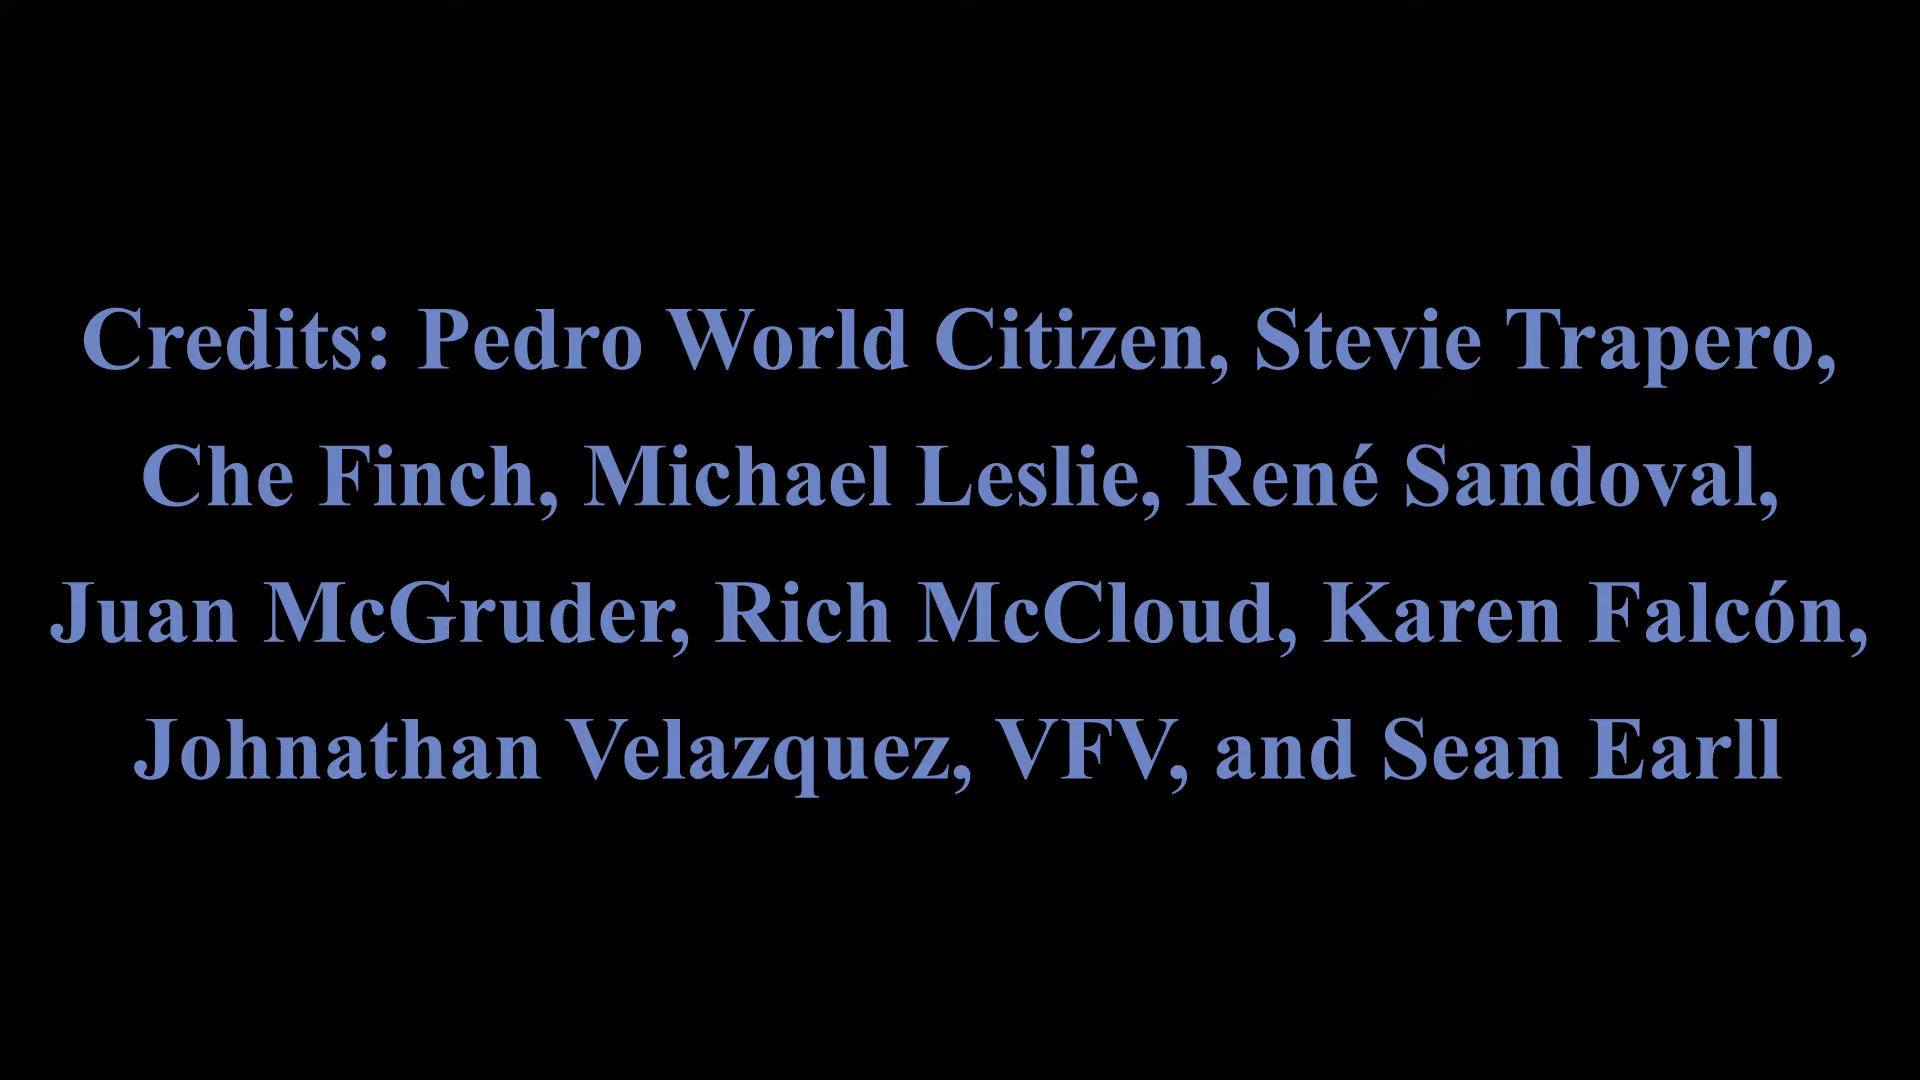 Credits: Pedro World Citizen, Stevie Trapero,
Che Finch, Michael Leslie, René Sandoval,
Juan McGruder, Rich McCloud, Karen Falcón,
Johnathan Velazquez, VFV, and Sean Earll